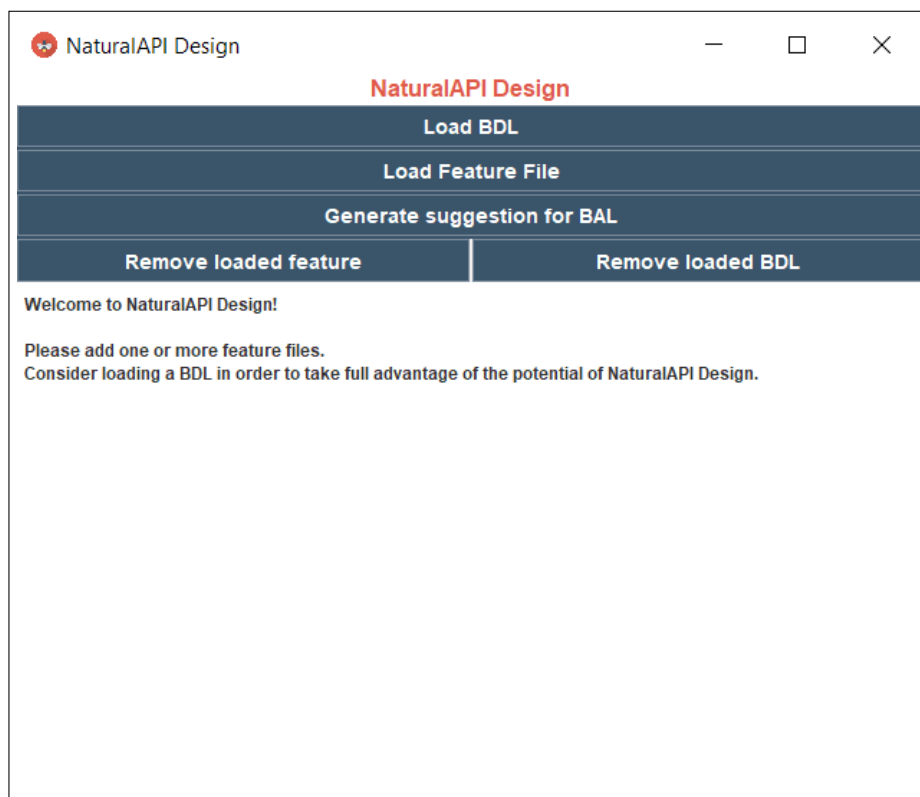 NaturalAPI Design
NaturalAPI Design
Load BDL
Load Feature File
Generate suggestion for BAL
Remove loaded feature
Remove loaded BDL
Welcome to NaturalAPI Design!
Please add one or more feature files.
Consider loading a BDL in order to take full advantage of the potential of NaturalAPI Design.